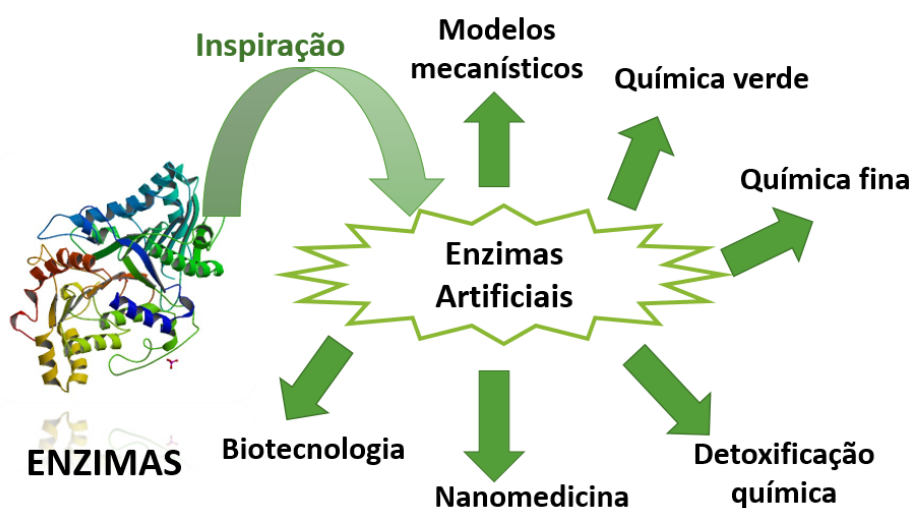 Inspiração
Modelos
mecanísticos
Química verde
Química fina
Enzimas
Artificiais
ENZIMAS
Biotecnologia
Nanomedicina
Detoxificação
química